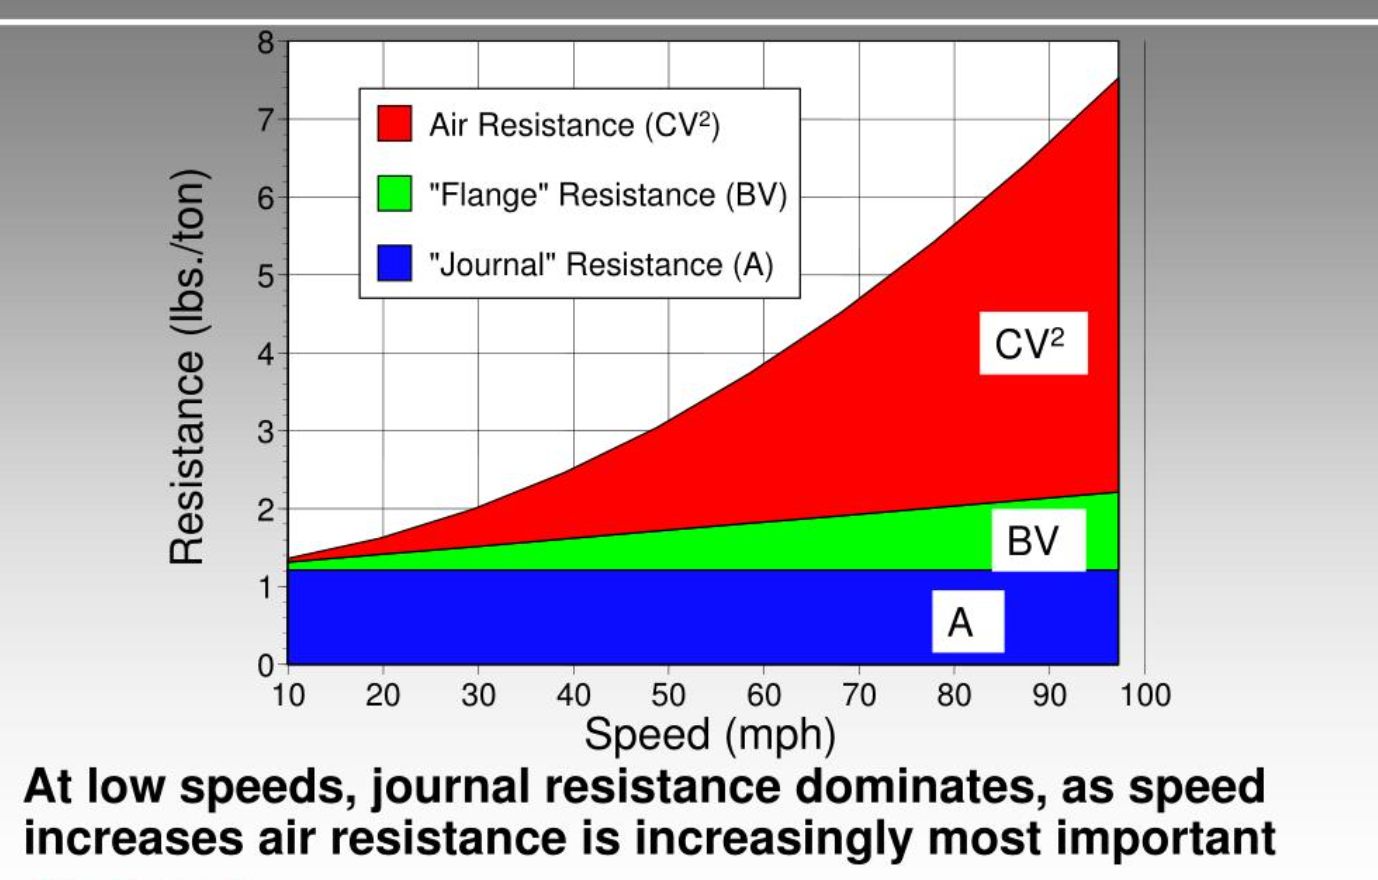 8
7
6
5
4
3
2
1
0
Resistance (lbs./ton)
Air Resistance (CV²)
"Flange" Resistance (BV)
"Journal" Resistance (A)
CV²
BV
A
10 20 30 40 50 60 70 80 90 100
Speed (mph)
At low speeds, journal resistance dominates, as speed
increases air resistance is increasingly most important